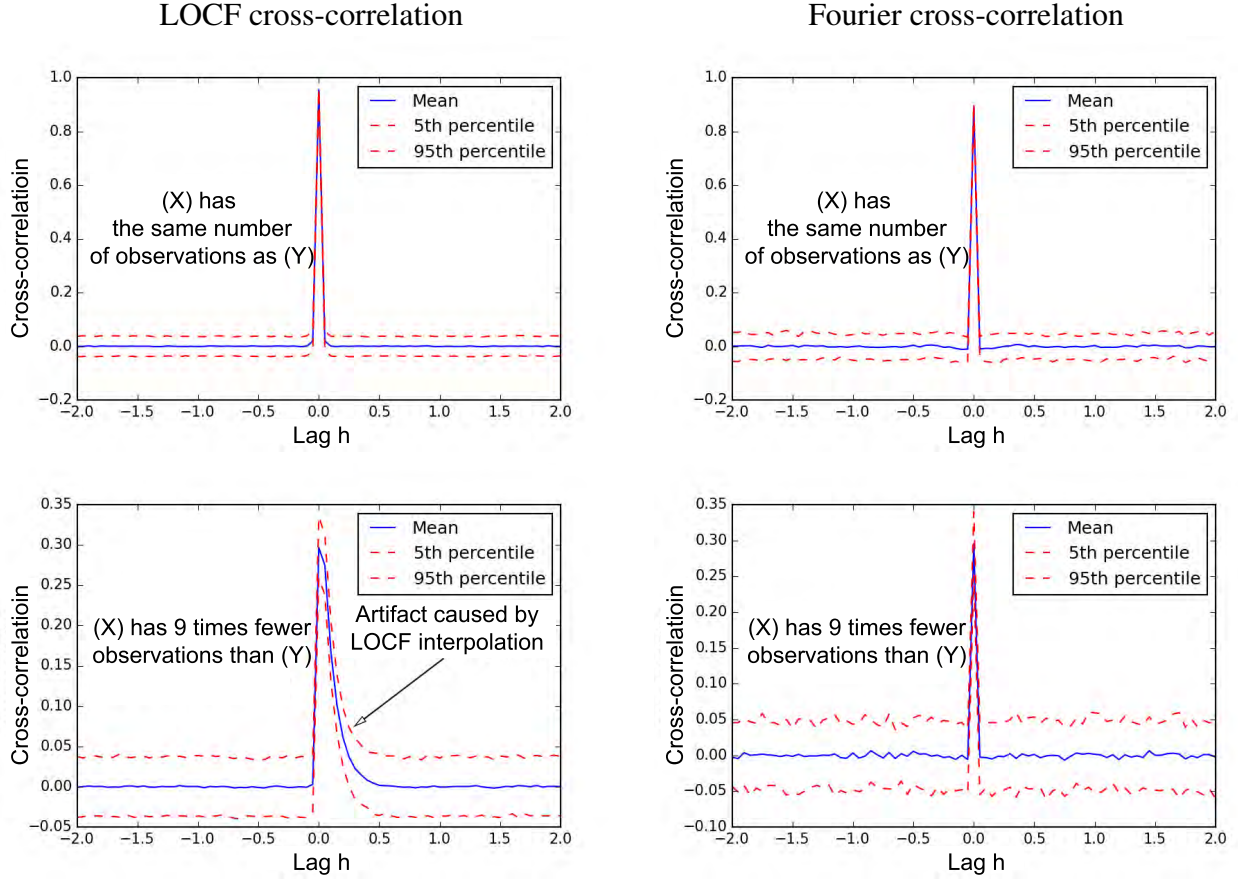 LOCF cross-correlation
Fourier cross-correlation
1.0
0.8
0.6
0.4
0.2
0.0
−0.2
Cross-correlatioin
Mean
5th percentile
95th percentile
(X) has
the same number
of observations as (Y)
−2.0 −1.5 −1.0 −0.5 0.0 0.5 1.0 1.5 2.0
Lag h
1.0
0.8
0.6
0.4
0.2
0.0
−0.2
Cross-correlatioin
Mean
5th percentile
95th percentile
(X) has
the same number
of observations as (Y)
−2.0 −1.5 −1.0 −0.5 0.0 0.5 1.0 1.5 2.0
Lag h
0.35
0.30
0.25
0.20
0.15
0.10
0.05
0.00
−0.05
Cross-correlatioin
Mean
5th percentile
95th percentile
(X) has 9 times fewer
observations than (Y)
Artifact caused by
LOCF interpolation
−2.0 −1.5 −1.0 −0.5 0.0 0.5 1.0 1.5 2.0
Lag h
0.35
0.30
0.25
0.20
0.15
0.10
0.05
0.00
−0.05
−0.10
Cross-correlatioin
Mean
5th percentile
95th percentile
(X) has 9 times fewer
observations than (Y)
−2.0 −1.5 −1.0 −0.5 0.0 0.5 1.0 1.5 2.0
Lag h